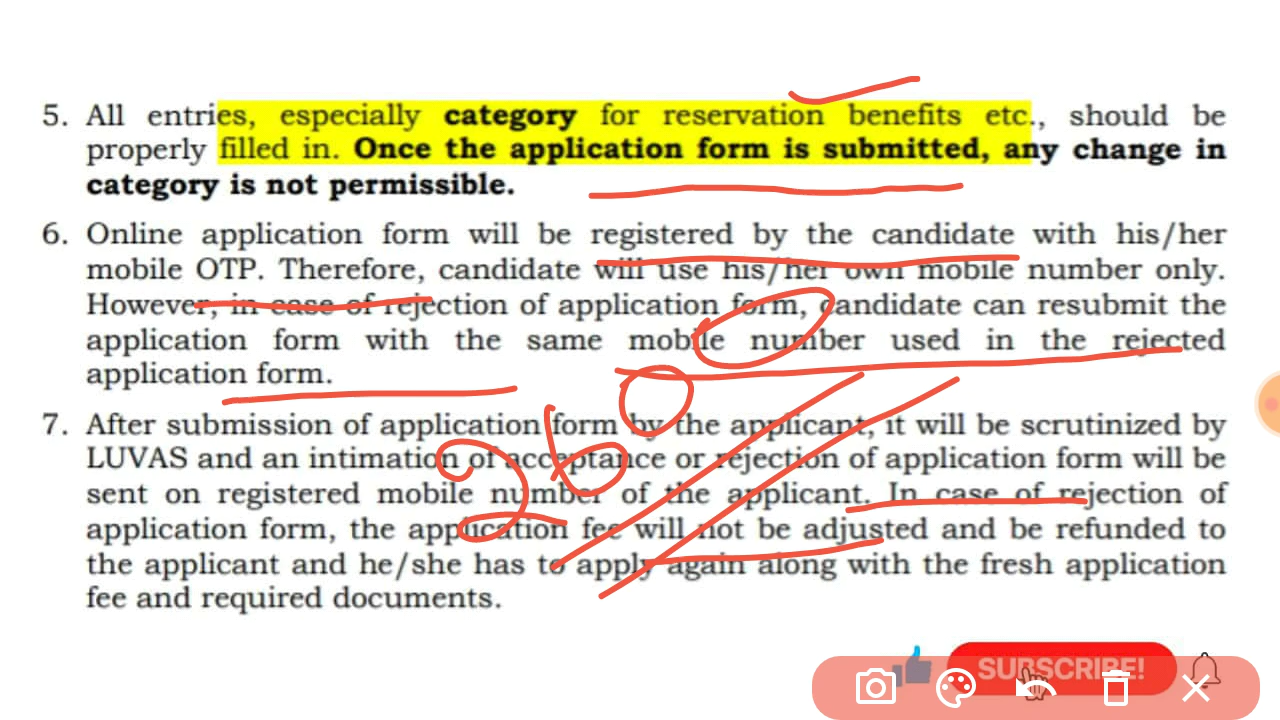 5. All entries, especially category for reservation benefits etc., should be
properly filled in. Once the application form is submitted, any change in
category is not permissible.
6. Online application form will be registered by the candidate with his/her
mobile OTP. Therefore, candidate will use his/her own mobile number only.
However, in case of rejection of application form, candidate can resubmit the
application form with the same mobile number used in the rejected
application form.
7. After submission of application form by the applicant, it will be scrutinized by
LUVAS and an intimation of acceptance or rejection of application form will be
sent on registered mobile number of the applicant. In case of rejection of
application form, the application fee will not be adjusted and be refunded to
the applicant and he/she has to apply again along with the fresh application
fee and required documents.
SUBSCRIBE!